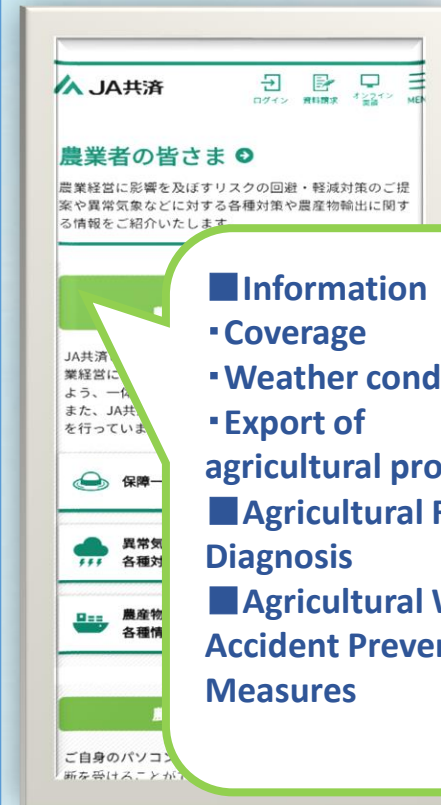 JA共済
ログイン
資料請求
オンライン
面談
農業者の皆さま
農業経営に影響を及ぼすリスクの回避・軽減対策のご提
案や異常気象などに対する各種対策や農産物輸出に関す
る情報をご紹介いたします
JA共済
業経営に
よう、一
また、JA共
を行ってい
保障一
異常気
各種対
農産物
各種情
ご自身のパソコン
断を受けることが
■Information
・Coverage
・Weather cond
・Export of
agricultural pro
■Agricultural
Diagnosis
■Agricultural
Accident Preve
Measures